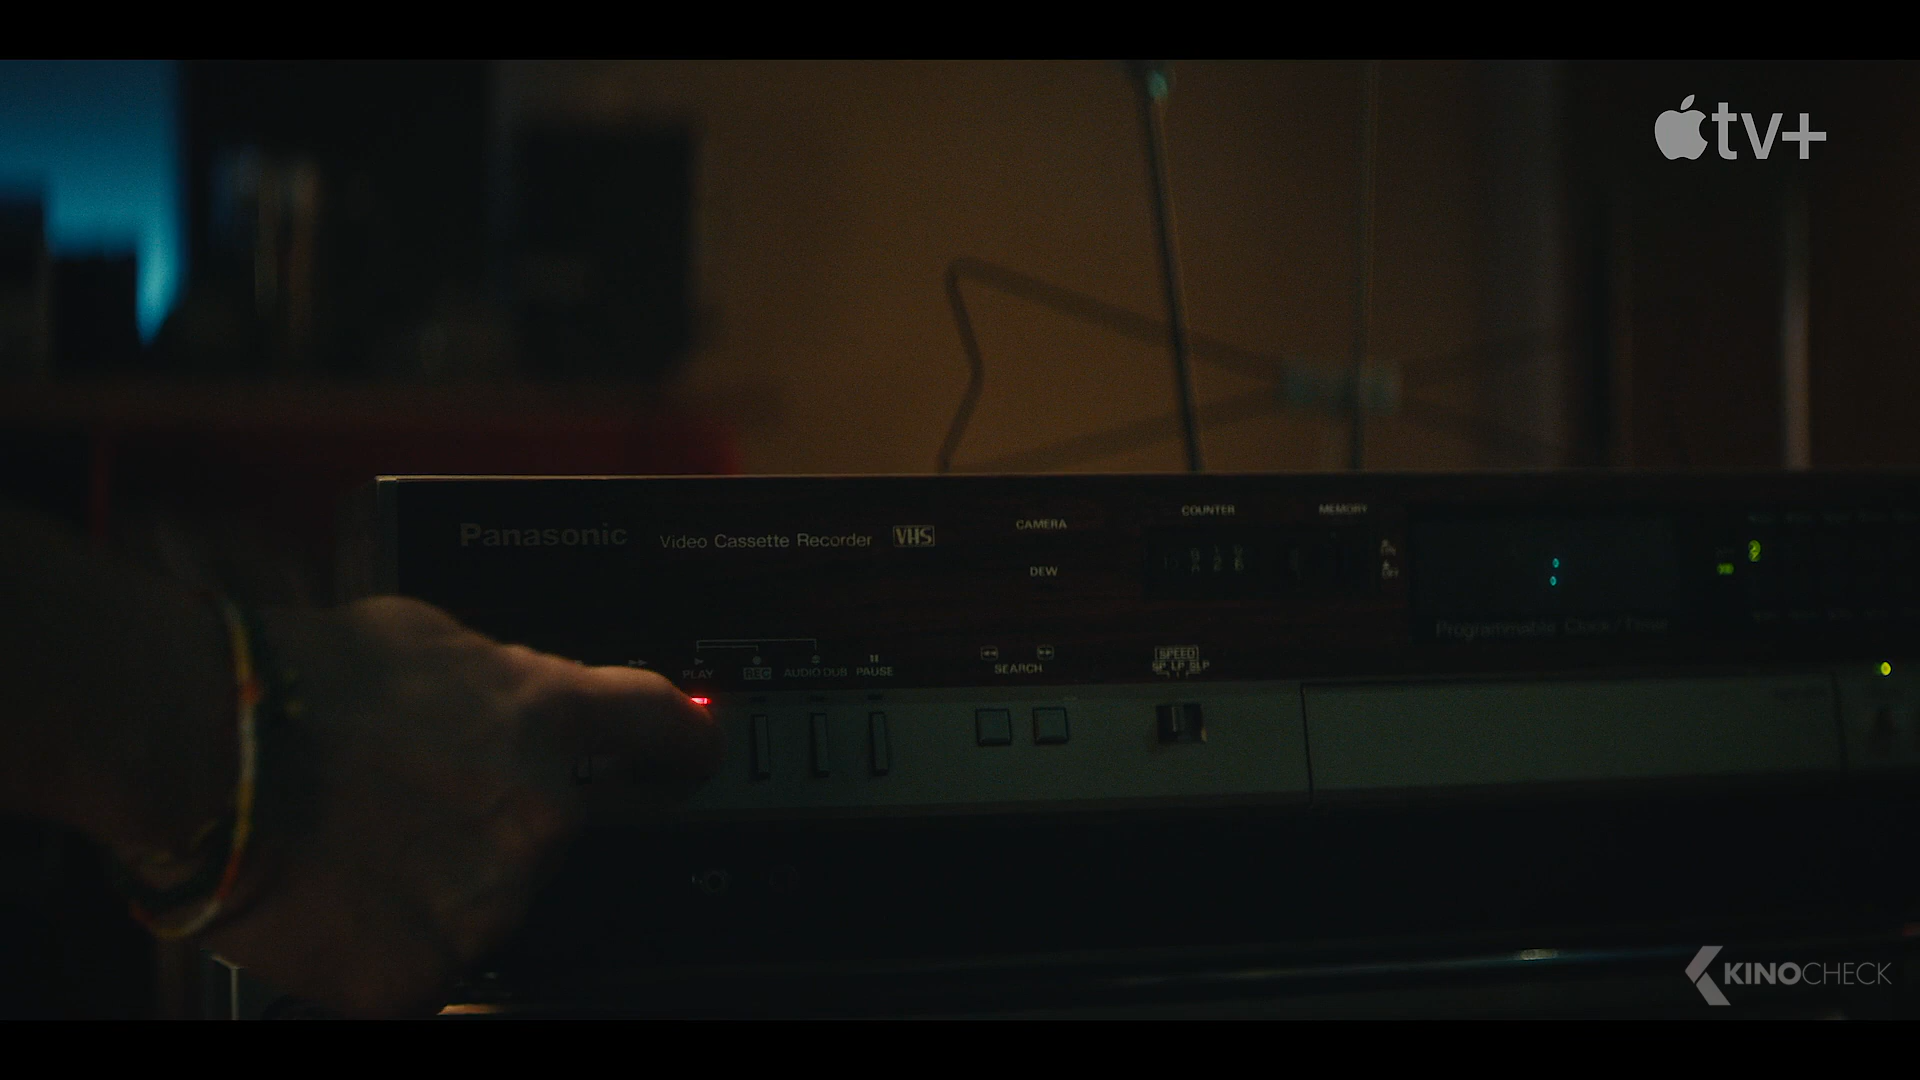 tv+
Panasonic
Video Cassette Recorder
VHS
CAMERA
DEW
COUNTER
MEMORY
Programmable
PLAY
REC
AUDIO DUB
PAUSE
SEARCH
SPEED
SP LP SLP
KINOCHECK